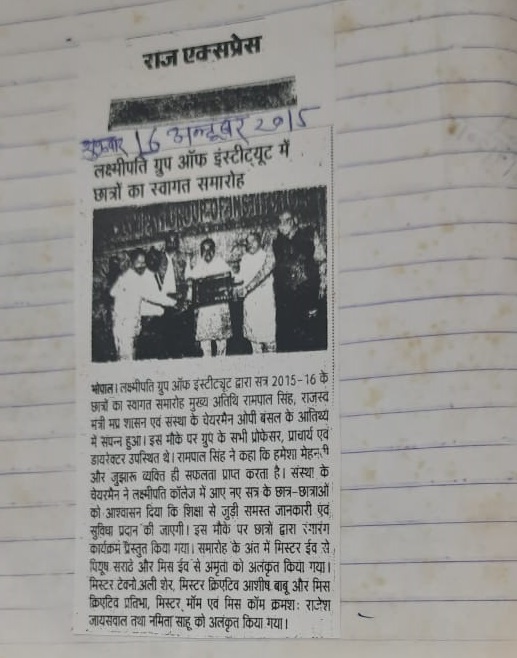 राज एक्सप्रेस
शुक्रवार 16 अक्टूबर 2015
लक्ष्मीपति ग्रुप ऑफ इंस्टीट्यूट में
छात्रों का स्वागत समारोह
GROUP OF INSTITU
भोपाल। लक्ष्मीपति ग्रुप ऑफ इंस्टीट्यूट द्वारा सत्र 2015-16 के
छात्रों का स्वागत समारोह मुख्य अतिथि रामपाल सिंह, राजस्व
मंत्री मप्र शासन एवं संस्था के चेयरमैन ओपी बंसल के आतिथ्य
में संपन्न हुआ। इस मौके पर ग्रुप के सभी प्रोफेसर, प्राचार्य एवं
डायरेक्टर उपस्थित थे। रामपाल सिंह ने कहा कि हमेशा मेहनती
और जुझारू व्यक्ति ही सफलता प्राप्त करता है। संस्था के
चेयरमैन ने लक्ष्मीपति कॉलेज में आए नए सत्र के छात्र-छात्राओं
को आश्वासन दिया कि शिक्षा से जुड़ी समस्त जानकारी एवं
सुविधा प्रदान की जाएगी। इस मौके पर छात्रों द्वारा रंगारंग
कार्यक्रम प्रस्तुत किया गया। समारोह के अंत में मिस्टर ईव से
पियूष सराठे और मिस ईव से अमृता को अलंकृत किया गया।
मिस्टर टेक्नो अली शेर, मिस्टर क्रिएटिव आशीष बाबू और मिस
क्रिएटिव प्रतिभा, मिस्टर मॉम एवं मिस कॉम क्रमशः राजेश
जायसवाल तथा नमिता साहू को अलंकृत किया गया।